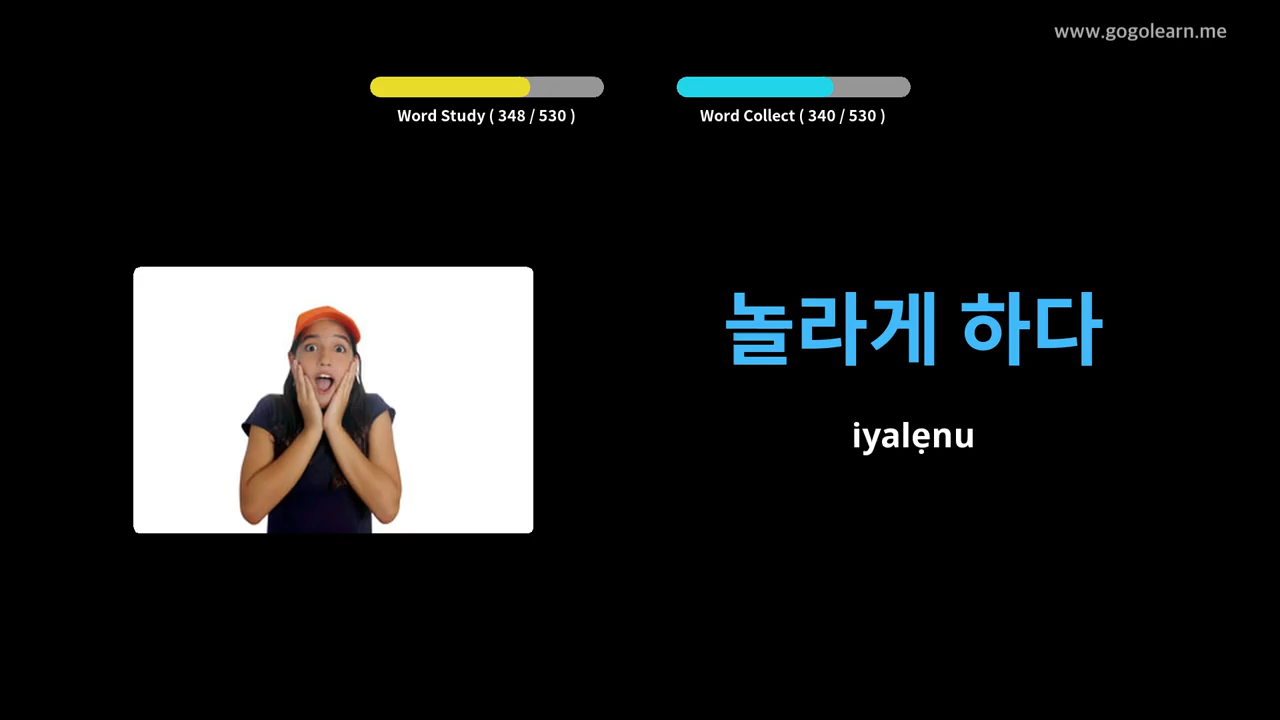 www.gogolearn.me
Word Study ( 348 / 530 )
Word Collect ( 340 / 530 )
놀라게 하다
iyalẹnu